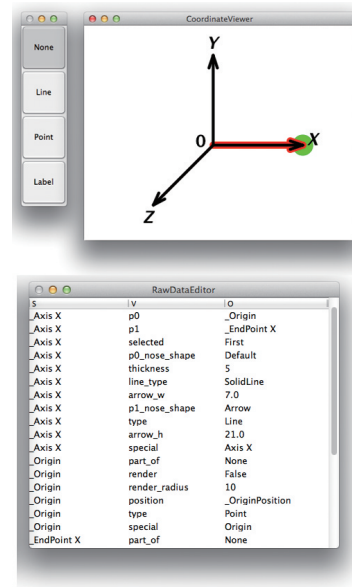 CoordinateViewer
None
Line
Point
Label
Y
0
X
Z
RawDataEditor
S V O
_Axis X p0 _Origin
_Axis X p1 _EndPoint X
_Axis X selected First
_Axis X p0_nose_shape Default
_Axis X thickness 5
_Axis X line_type SolidLine
_Axis X arrow_w 7.0
_Axis X p1_nose_shape Arrow
_Axis X type Line
_Axis X arrow_h 21.0
_Axis X special Axis X
_Origin part_of None
_Origin render False
_Origin render_radius 10
_Origin position _OriginPosition
_Origin type Point
_Origin special Origin
_EndPoint X part_of None